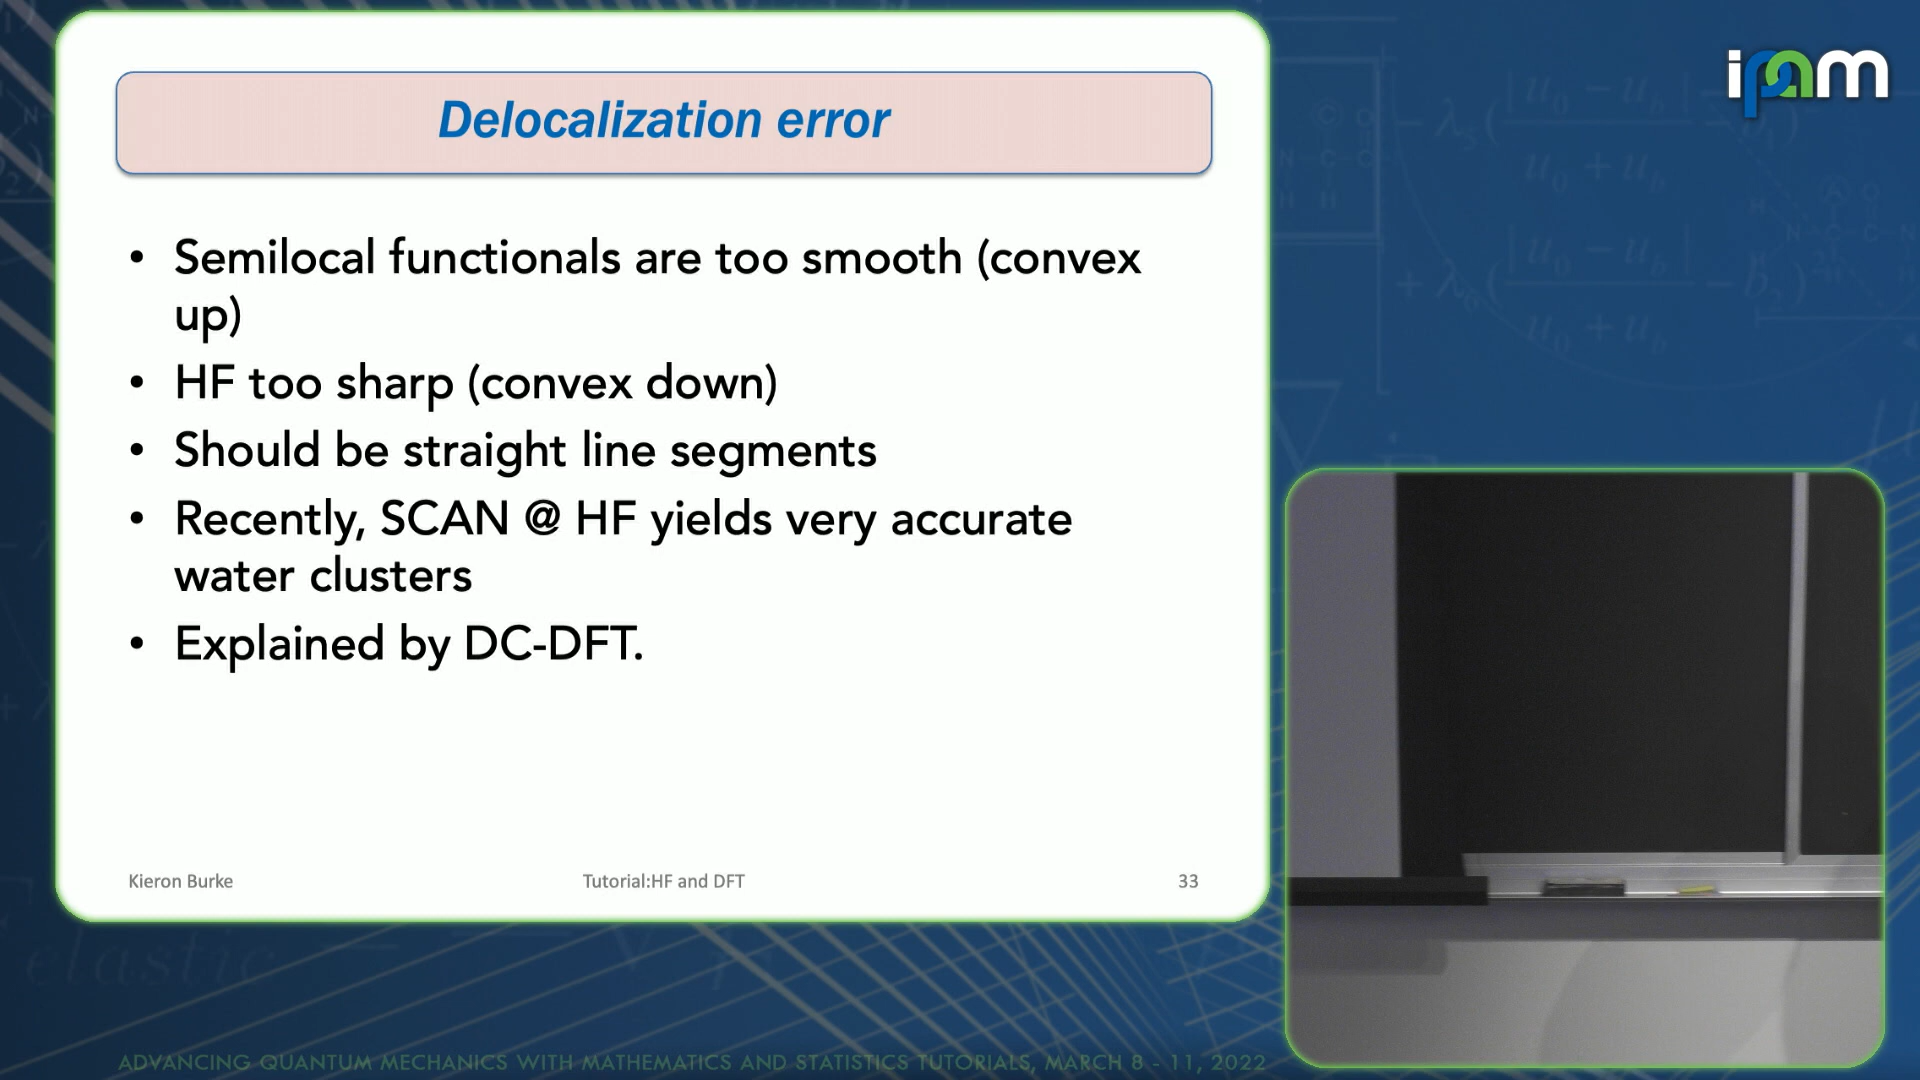 ipam
Delocalization error
• Semilocal functionals are too smooth (convex
up)
• HF too sharp (convex down)
• Should be straight line segments
• Recently, SCAN @ HF yields very accurate
water clusters
• Explained by DC-DFT.
Kieron Burke
Tutorial:HF and DFT
33
elastic
ADVANCING QUANTUM MECHANICS WITH MATHEMATICS AND STATISTICS TUTORIALS, MARCH 8 - 11, 2022